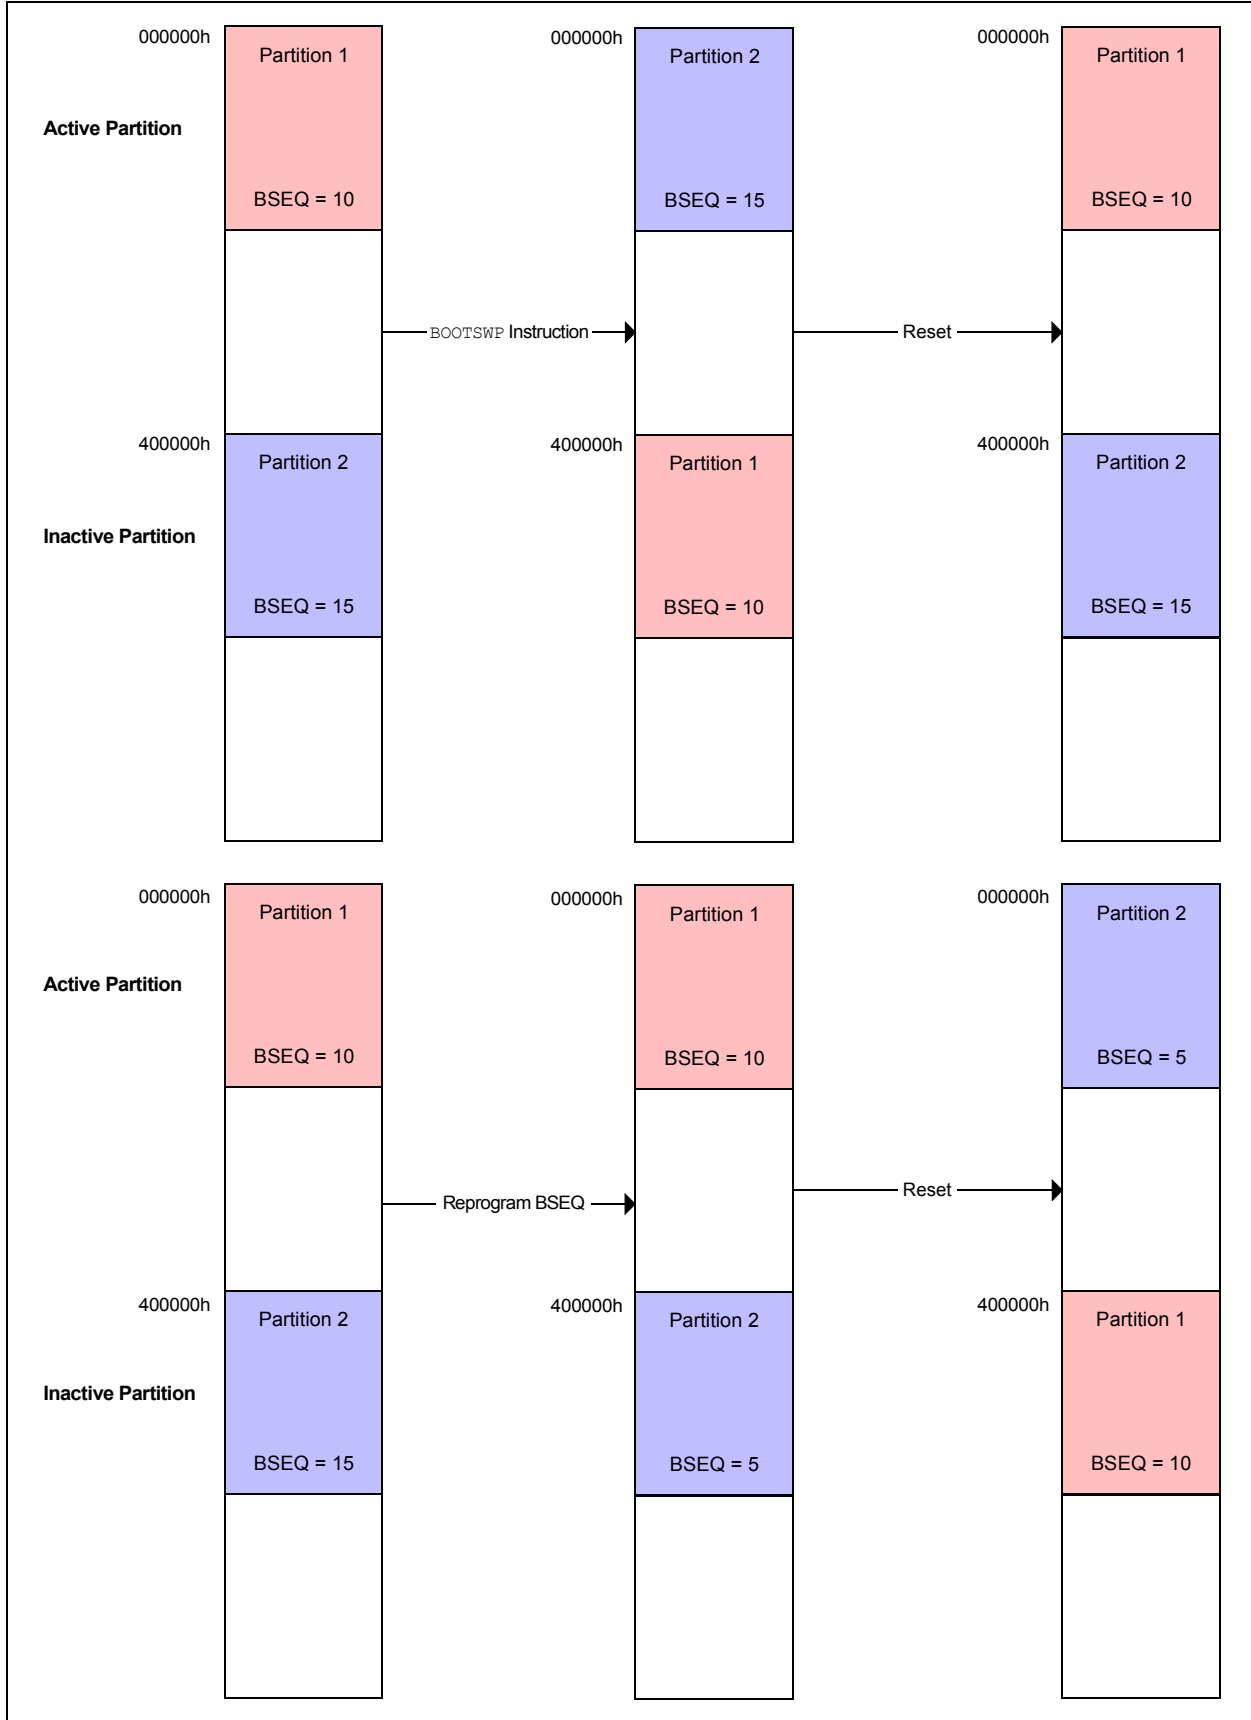 000000h
000000h
000000h
Partition 1
Partition 2
Partition 1
Active Partition
BSEQ = 10
BSEQ = 15
BSEQ = 10
BOOTSWP Instruction
Reset
400000h
400000h
400000h
Partition 2
Partition 1
Partition 2
Inactive Partition
BSEQ = 15
BSEQ = 10
BSEQ = 15
000000h
000000h
000000h
Partition 1
Partition 1
Partition 2
Active Partition
BSEQ = 10
BSEQ = 10
BSEQ = 5
Reprogram BSEQ
Reset
400000h
400000h
400000h
Partition 2
Partition 2
Partition 1
Inactive Partition
BSEQ = 15
BSEQ = 5
BSEQ = 10